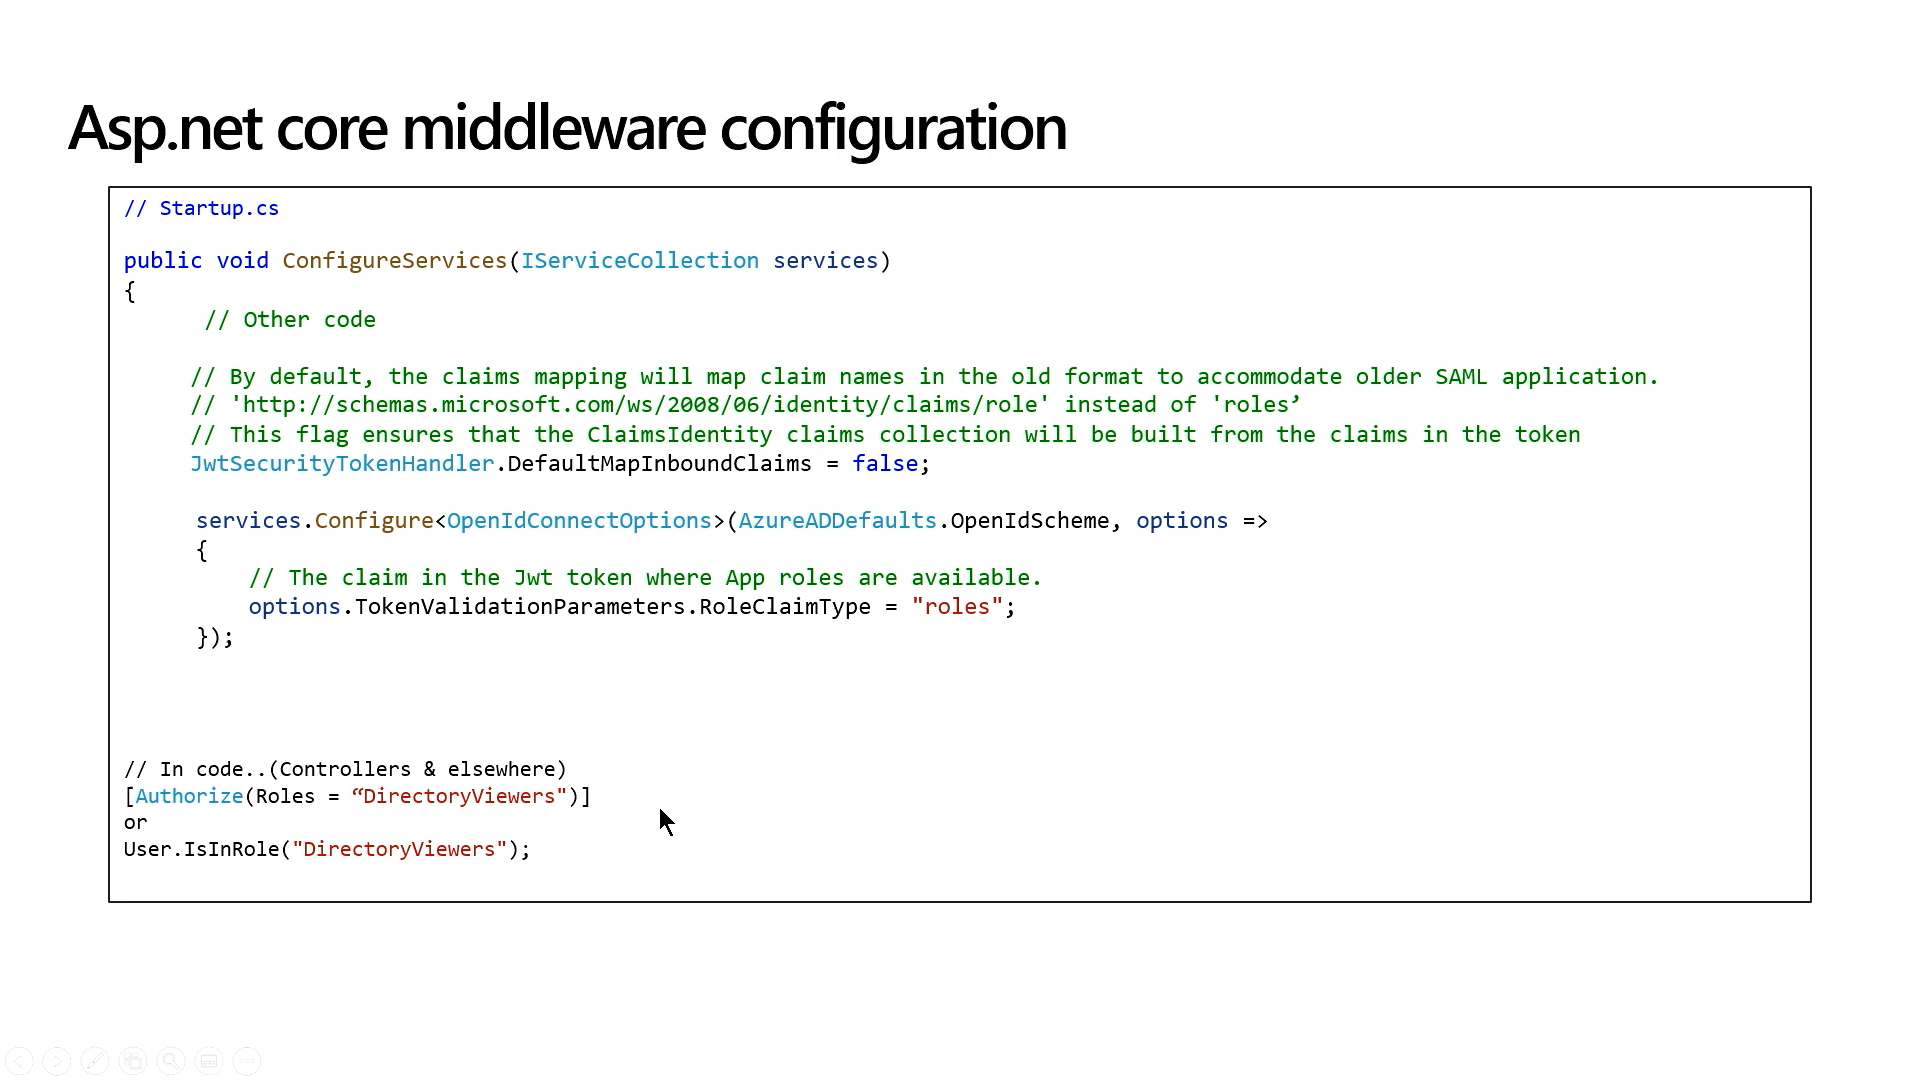 Asp.net core middleware configuration
// Startup.cs
public void ConfigureServices(IServiceCollection services)
{
// Other code
// By default, the claims mapping will map claim names in the old format to accommodate older SAML application.
// 'http://schemas.microsoft.com/ws/2008/06/identity/claims/role' instead of 'roles’
// This flag ensures that the ClaimsIdentity claims collection will be built from the claims in the token
JwtSecurityTokenHandler.DefaultMapInboundClaims = false;
services.Configure<OpenIdConnectOptions>(AzureADDefaults.OpenIdScheme, options =>
{
// The claim in the Jwt token where App roles are available.
options.TokenValidationParameters.RoleClaimType = "roles";
});
// In code..(Controllers & elsewhere)
[Authorize(Roles = “DirectoryViewers")]
or
User.IsInRole("DirectoryViewers");